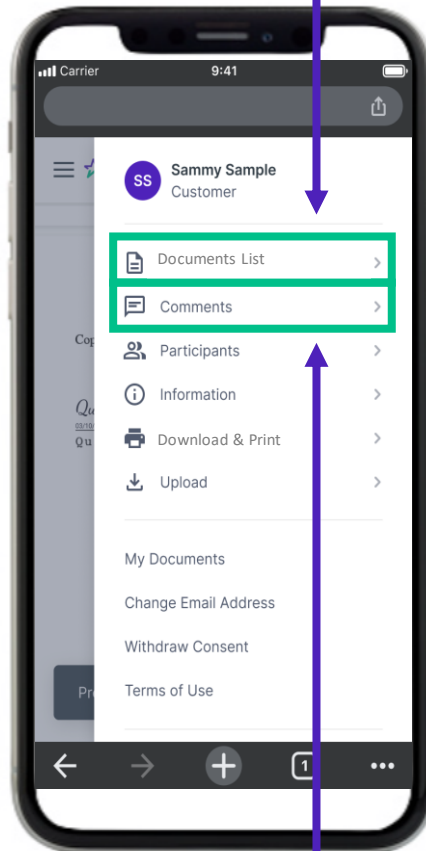 Carrier
9:41
SS
Sammy Sample
Customer
Documents List
Comments
Participants
Information
Download & Print
Upload
My Documents
Change Email Address
Withdraw Consent
Terms of Use
1